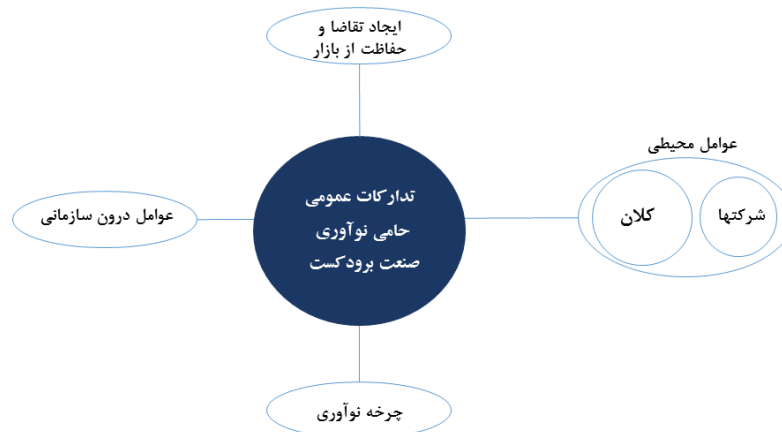 ایجاد تقاضا و
حفاظت از بازار
عوامل محیطی
شرکتها
کلان
تدارکات عمومی
حامی نوآوری
صنعت برودکست
عوامل درون سازمانی
چرخه نوآوری